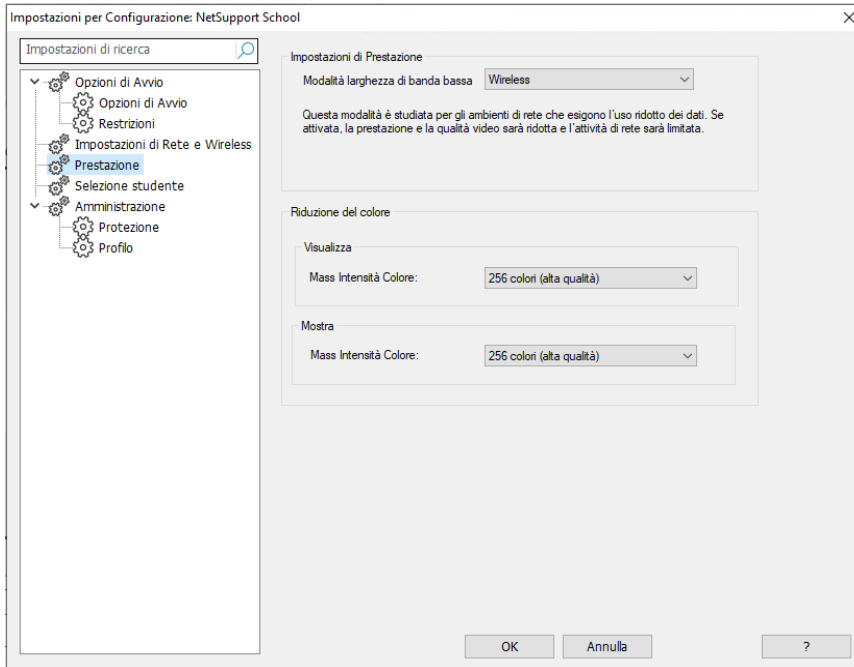 Impostazioni per Configurazione: NetSupport School
Impostazioni di ricerca
Opzioni di Avvio
Opzioni di Avvio
Restrizioni
Impostazioni di Rete e Wireless
Prestazione
Selezione studente
Amministrazione
Protezione
Profilo
Impostazioni di Prestazione
Modalità larghezza di banda bassa Wireless
Questa modalità è studiata per gli ambienti di rete che esigono l'uso ridotto dei dati. Se
attivata, la prestazione e la qualità video sarà ridotta e l'attività di rete sarà limitata.
Riduzione del colore
Visualizza
Mass Intensità Colore: 256 colori (alta qualità)
Mostra
Mass Intensità Colore: 256 colori (alta qualità)
OK Annulla ?